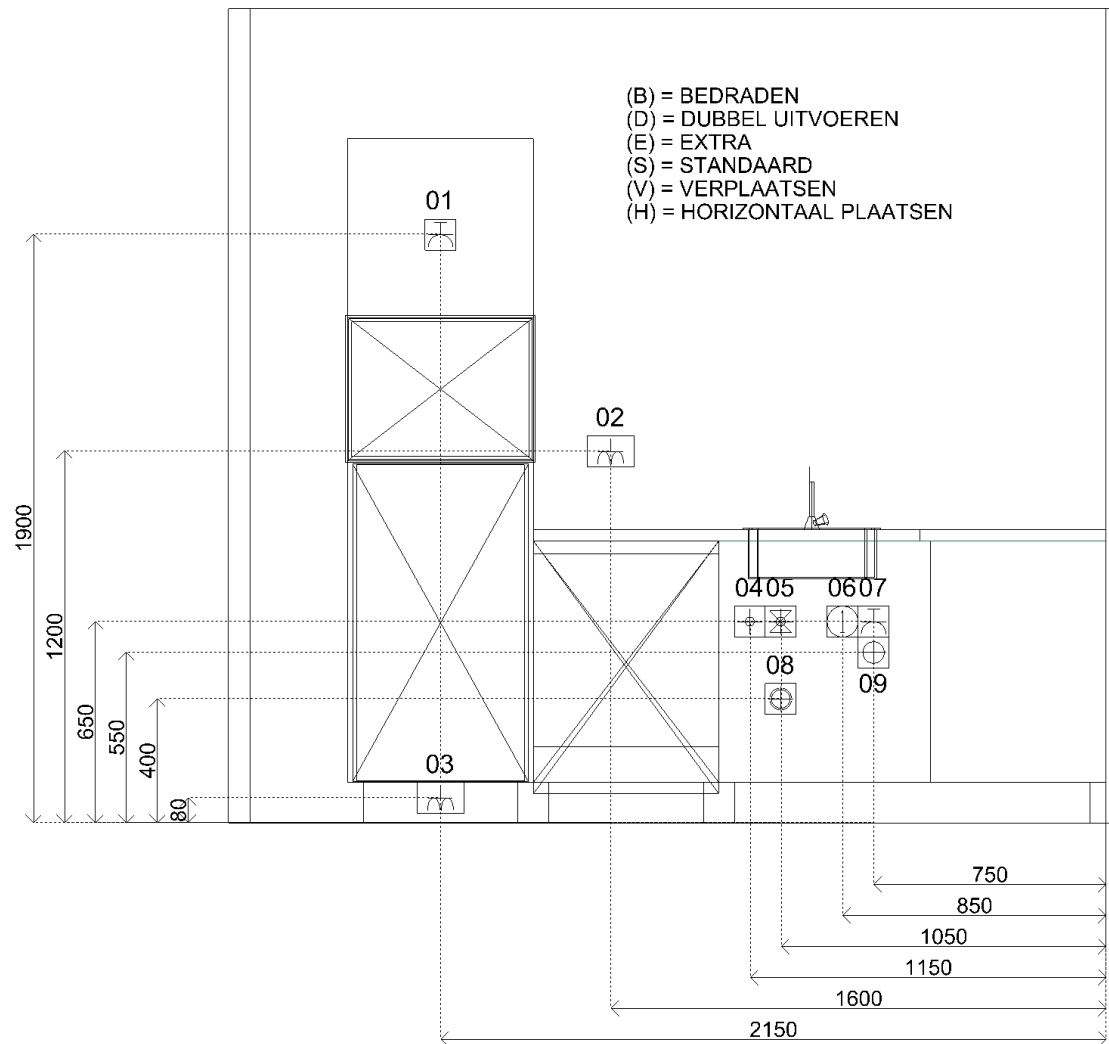 (B) = BEDRADEN
(D) = DUBBEL UITVOEREN
(E) = EXTRA
(S) = STANDAARD
(V) = VERPLAATSEN
(H) = HORIZONTAAL PLAATSEN
01
02
1900
1200
04 05 06 07
650
550
400
08
09
03
80
750
850
1050
1150
1600
2150